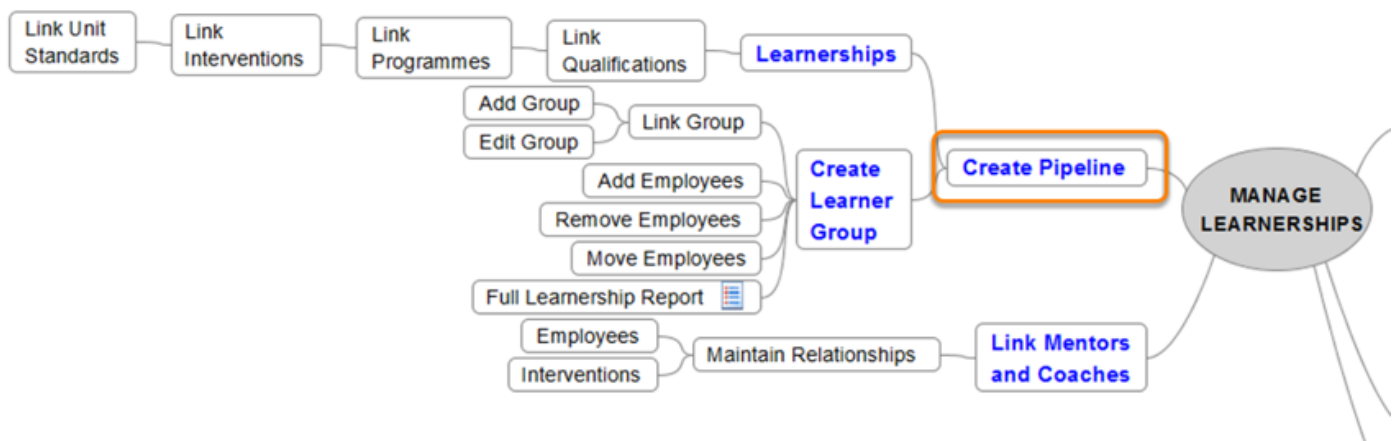 Link Unit
Standards
Link
Interventions
Link
Programmes
Link
Qualifications
Learnerships
Add Group
Edit Group
Link Group
Add Employees
Remove Employees
Move Employees
Full Learnership Report
Create
Learner
Group
Create Pipeline
MANAGE
LEARNERSHIPS
Employees
Interventions
Maintain Relationships
Link Mentors
and Coaches